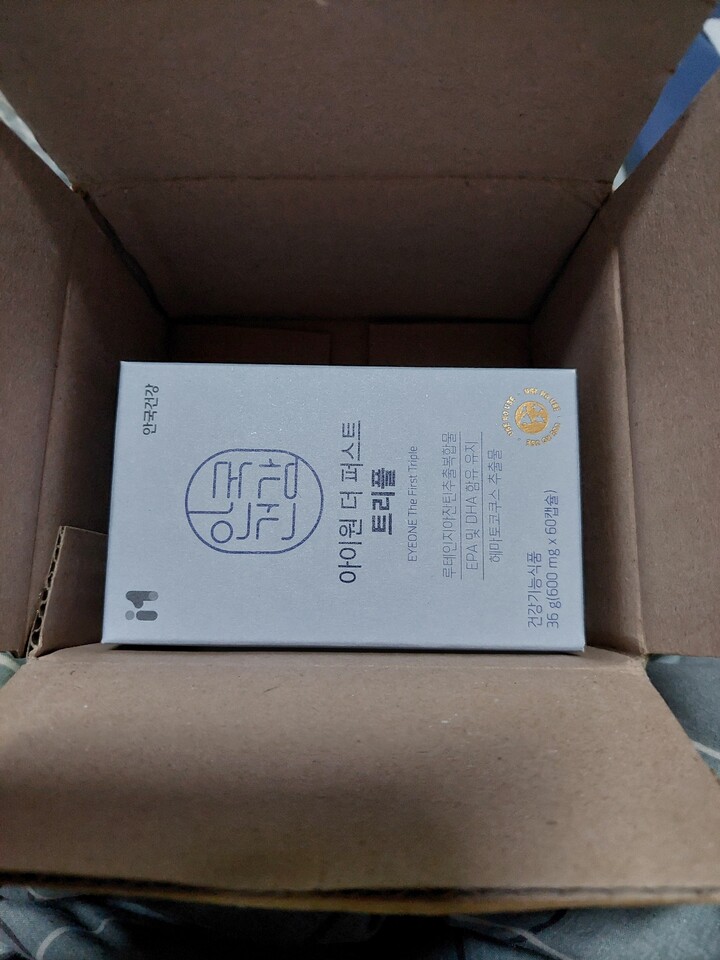 안국건강
안국
건강
아이원 더 퍼스트
트리플
EYEONE The First Triple
루테인지아잔틴추출복합물
EPA 및 DHA 함유 유지
헤마토코쿠스 추출물
건강기능식품
36 g(600 mg x 60캡슐)
i1